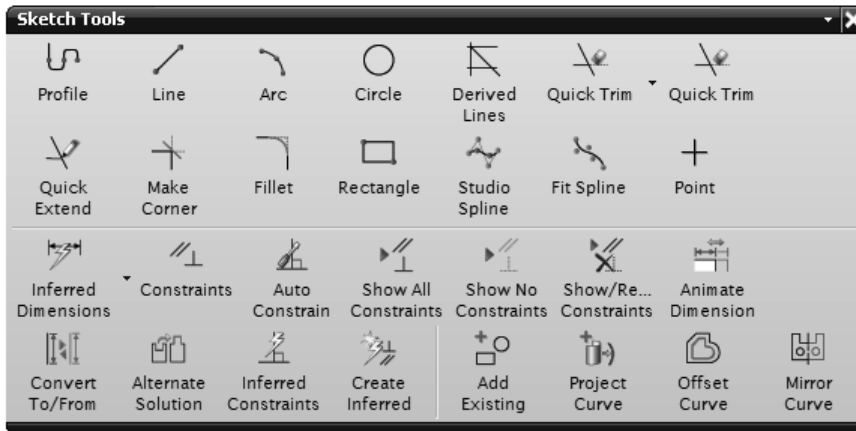 Sketch Tools
Profile Line Arc Circle Derived Lines Quick Trim Quick Trim
Quick Extend Make Corner Fillet Rectangle Studio Spline Fit Spline Point
Inferred Dimensions Constraints Auto Constrain Show All Constraints Show No Constraints Show/Re... Constraints Animate Dimension
Convert To/From Alternate Solution Inferred Constraints Create Inferred Add Existing Project Curve Offset Curve Mirror Curve